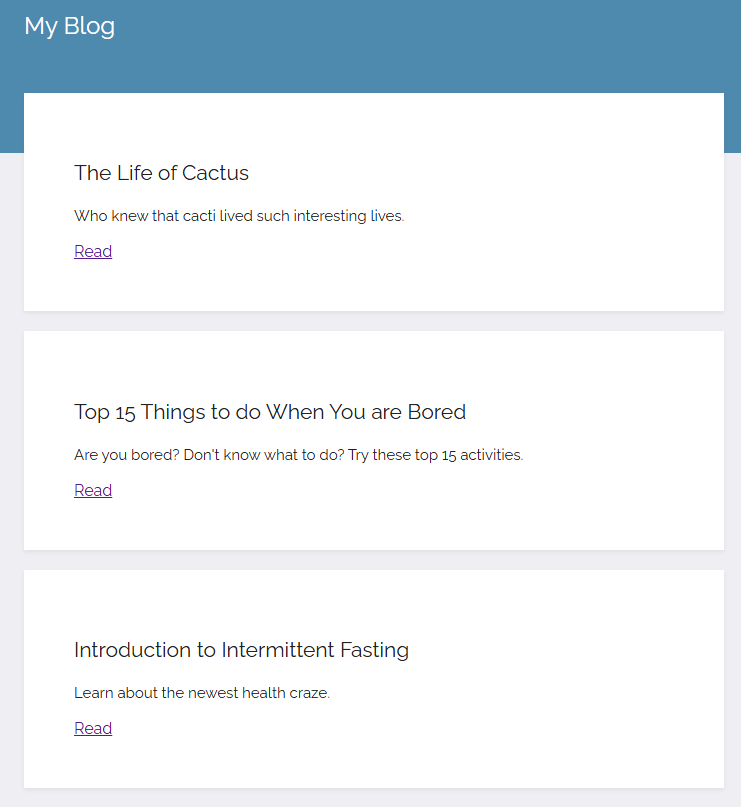 My Blog
The Life of Cactus
Who knew that cacti lived such interesting lives.
Read
Top 15 Things to do When You are Bored
Are you bored? Don't know what to do? Try these top 15 activities.
Read
Introduction to Intermittent Fasting
Learn about the newest health craze.
Read